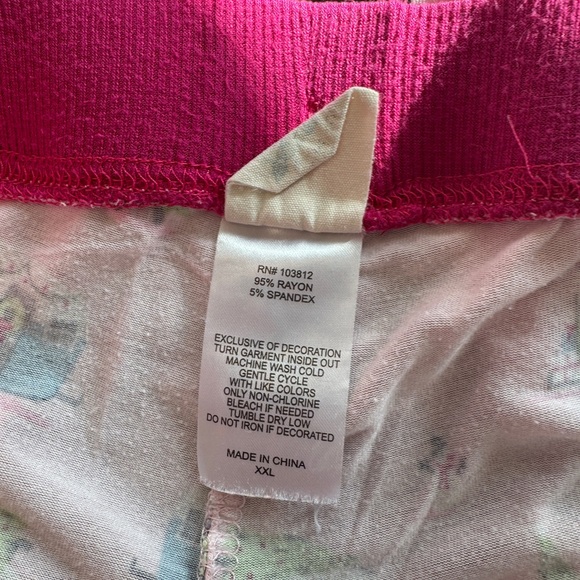 RN# 103812
95% RAYON
5% SPANDEX
EXCLUSIVE OF DECORATION
TURN GARMENT INSIDE OUT
MACHINE WASH COLD
GENTLE CYCLE
WITH LIKE COLORS
ONLY NON-CHLORINE
BLEACH IF NEEDED
TUMBLE DRY LOW
DO NOT IRON IF DECORATED
MADE IN CHINA
XXL